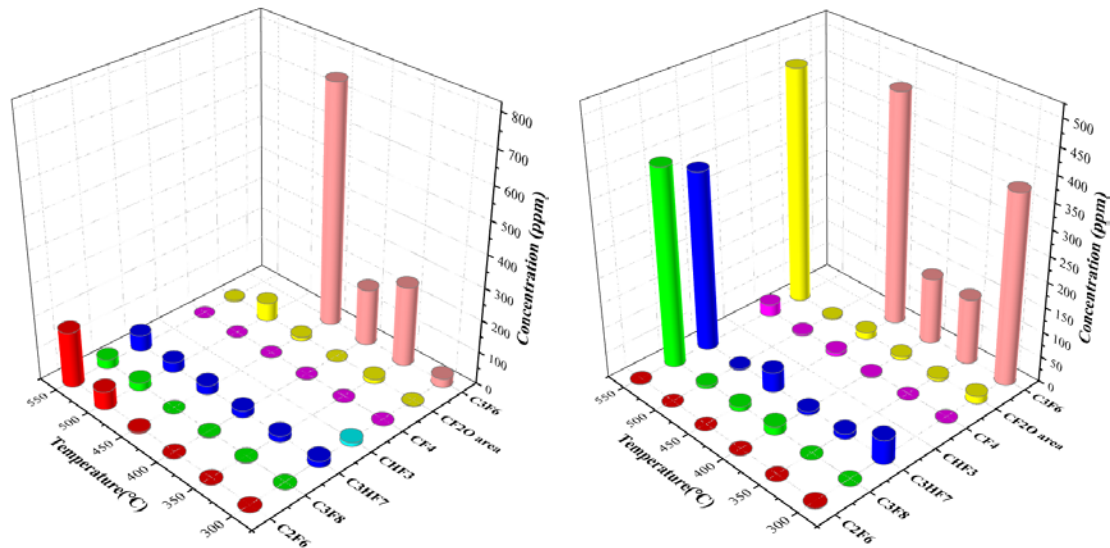 800
700
600
500
400
300
200
100
0
Concentration (ppm)
550
500
450
400
350
300
Temperature(°C)
C2F6
C3F8
C3HF7
CHF3
CF4
CF2O area
C3F6
500
450
400
350
300
250
200
150
100
50
0
Concentration (ppm)
550
500
450
400
350
300
Temperature(°C)
C2F6
C3F8
C3HF7
CHF3
CF4
CF2O area
C3F6